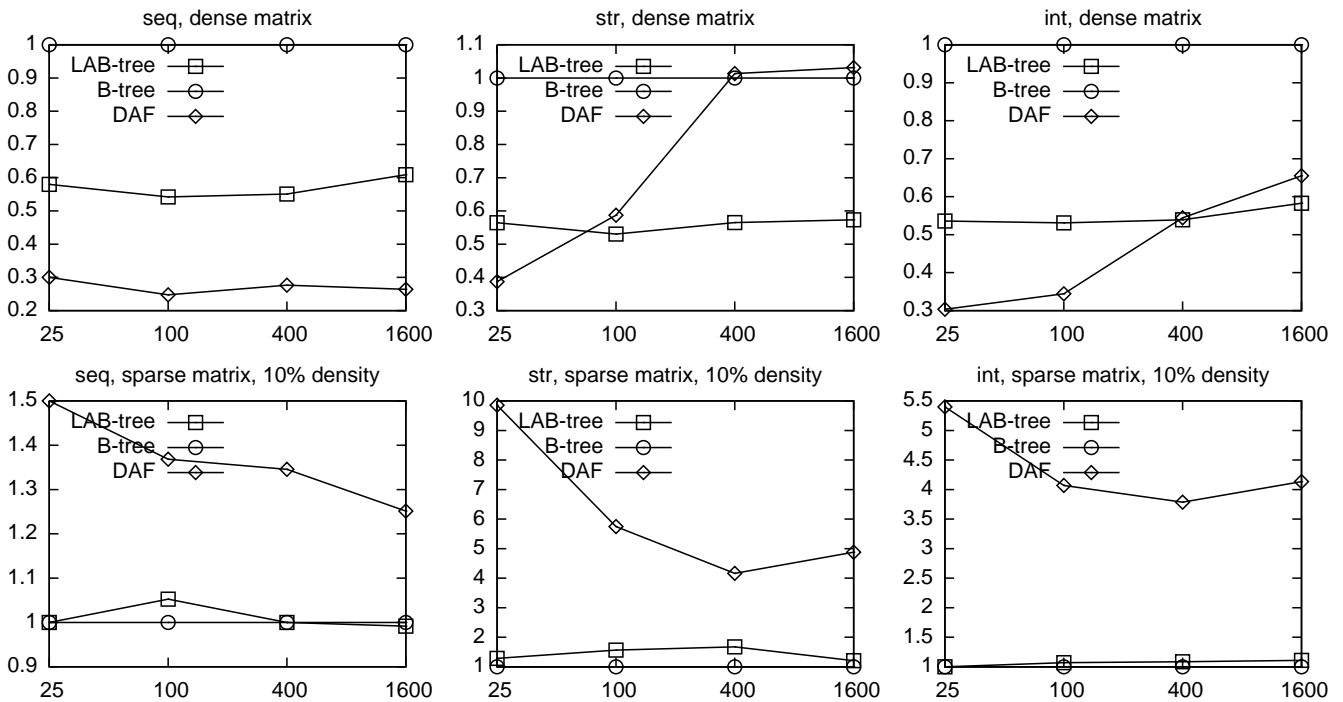 seq, dense matrix
1
0.9
0.8
0.7
0.6
0.5
0.4
0.3
0.2
LAB-tree
B-tree
DAF
25 100 400 1600
str, dense matrix
1.1
1
0.9
0.8
0.7
0.6
0.5
0.4
0.3
LAB-tree
B-tree
DAF
25 100 400 1600
int, dense matrix
1
0.9
0.8
0.7
0.6
0.5
0.4
0.3
LAB-tree
B-tree
DAF
25 100 400 1600
seq, sparse matrix, 10% density
1.5
1.4
1.3
1.2
1.1
1
0.9
LAB-tree
B-tree
DAF
25 100 400 1600
str, sparse matrix, 10% density
10
9
8
7
6
5
4
3
2
1
LAB-tree
B-tree
DAF
25 100 400 1600
int, sparse matrix, 10% density
5.5
5
4.5
4
3.5
3
2.5
2
1.5
1
LAB-tree
B-tree
DAF
25 100 400 1600